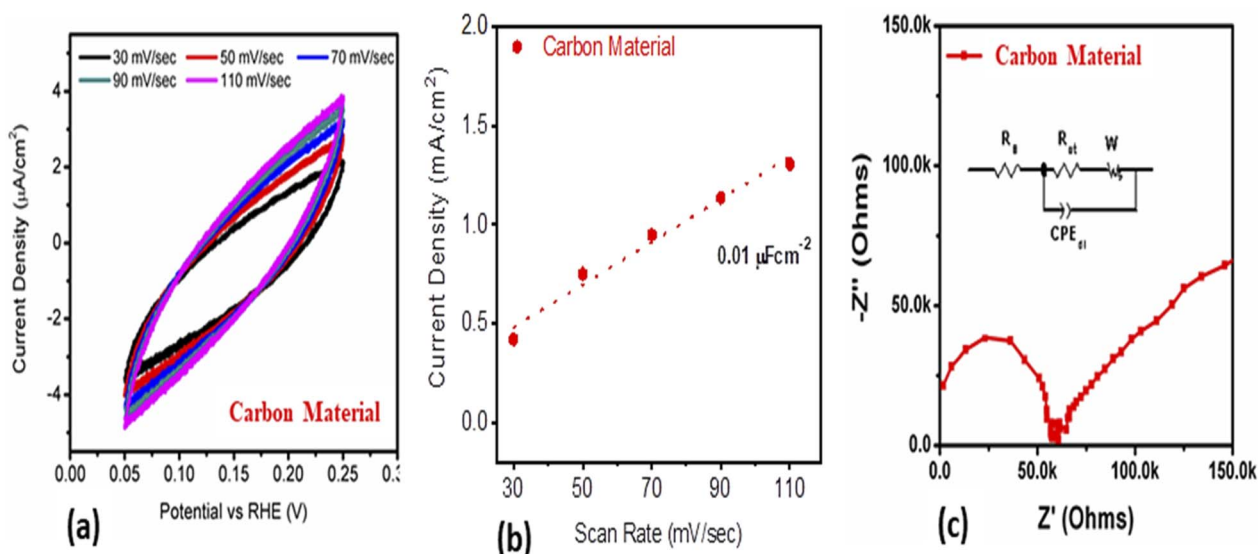 30 mV/sec 50 mV/sec 70 mV/sec
90 mV/sec 110 mV/sec
Current Density (µA/cm²)
4
2
0
-2
-4
Carbon Material
0.00 0.05 0.10 0.15 0.20 0.25 0.3
Potential vs RHE (V)
(a)
Current Density (mA/cm²)
2.0
1.5
1.0
0.5
0.0
Carbon Material
0.01 µFcm⁻²
30 50 70 90 110
Scan Rate (mV/sec)
(b)
-Z'' (Ohms)
150.0k
100.0k
50.0k
0.0
Carbon Material
W
CPE
0.0 50.0k 100.0k 150.0k
Z' (Ohms)
(c)